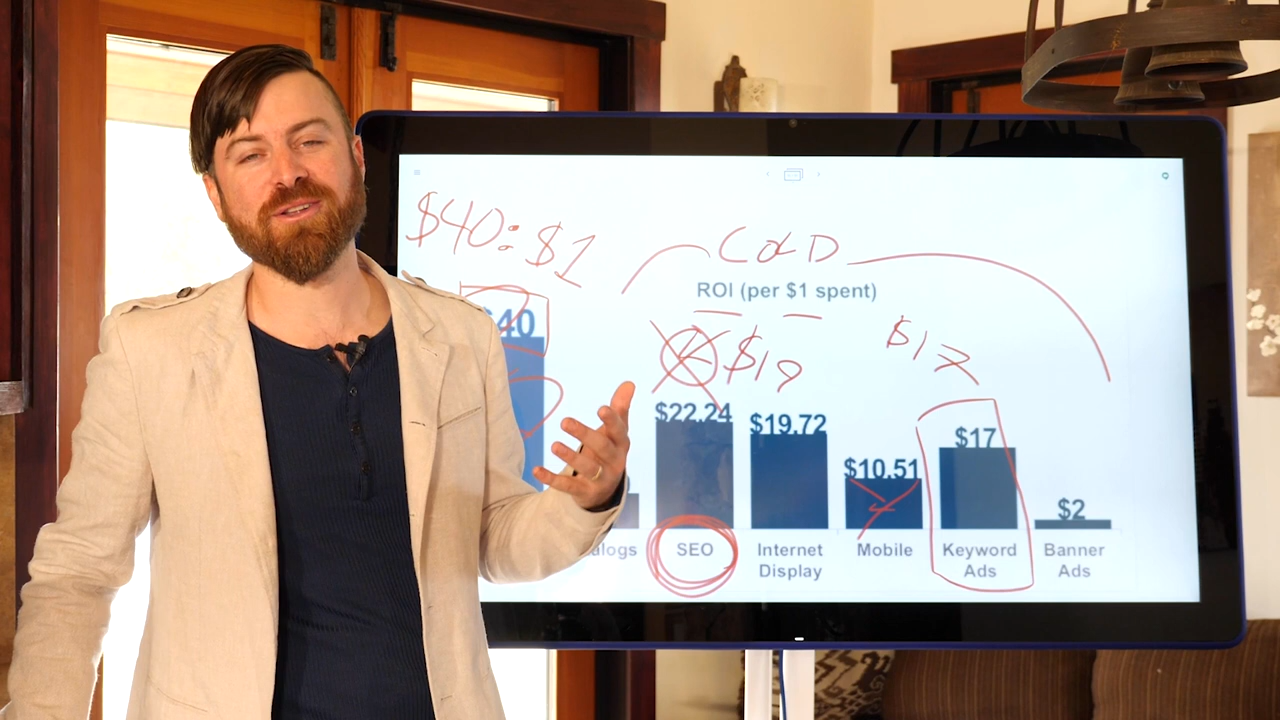 $40:$1
COLD
ROI (per $1 spent)
$19
$17
$40
$22.24
$19.72
$10.51
$17
$2
alogs
SEO
Internet
Display
Mobile
Keyword
Ads
Banner
Ads